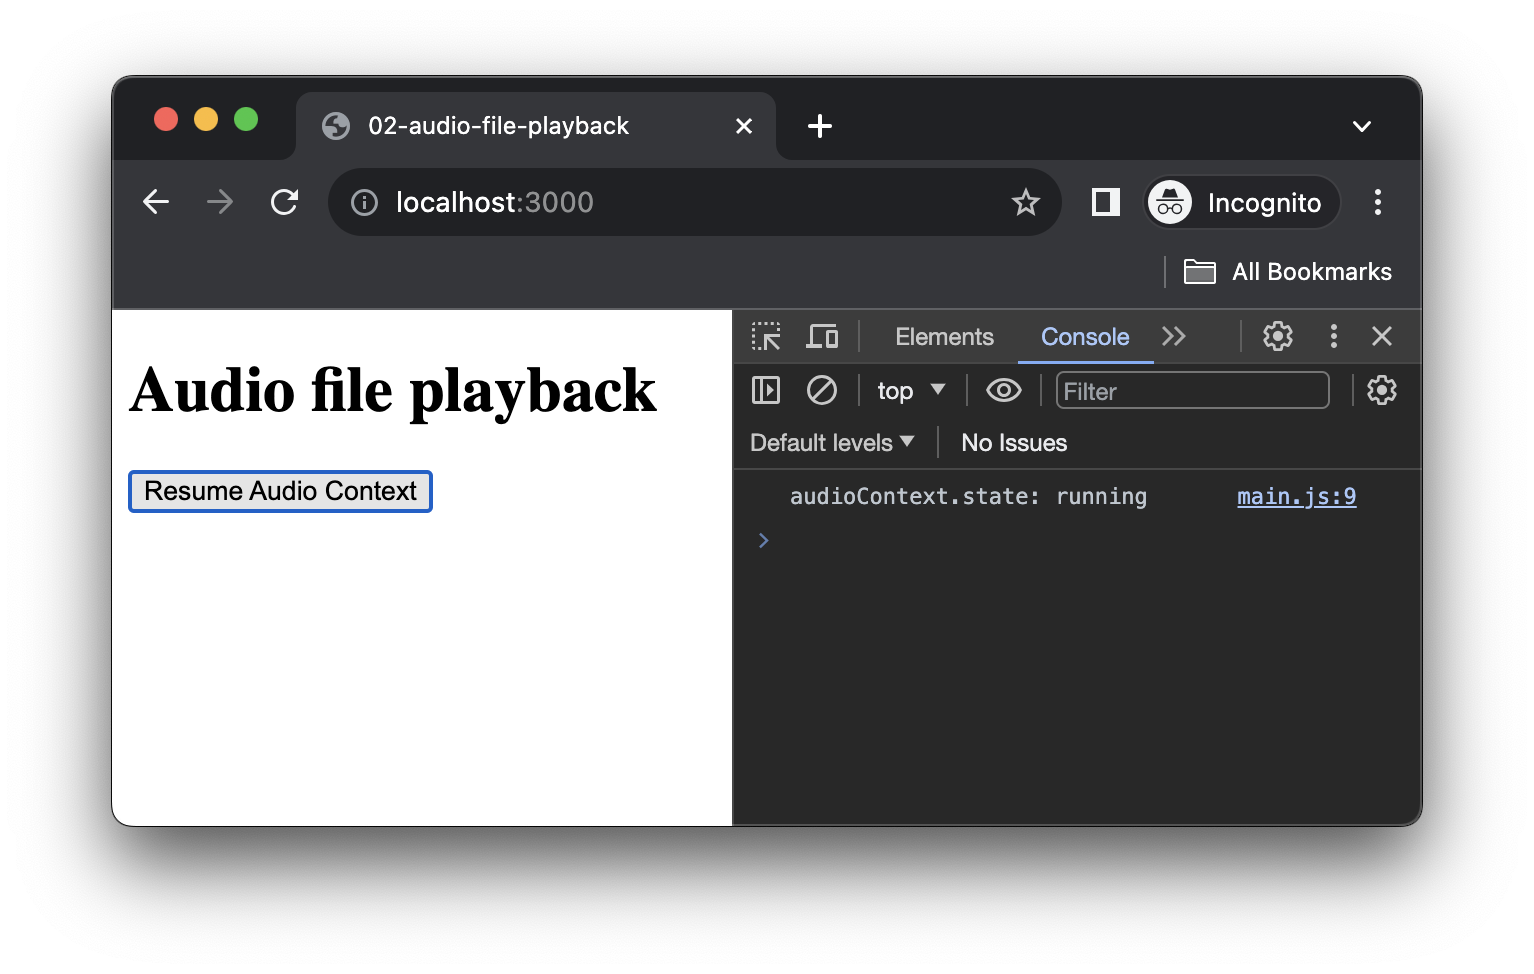 02-audio-file-playback
localhost:3000
Incognito
All Bookmarks
Audio file playback
Resume Audio Context
Elements Console
top Filter
Default levels No Issues
audioContext.state: running main.js:9